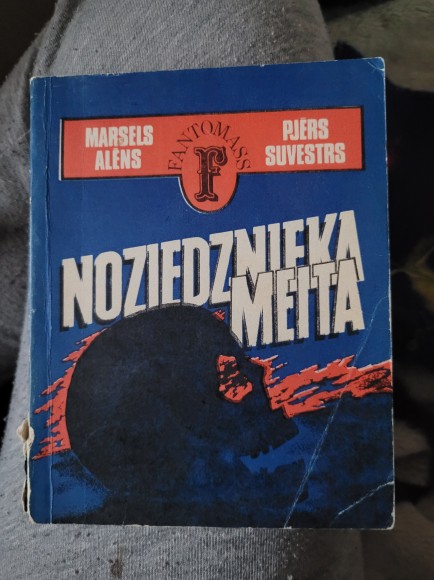 MARSELS
ALĒNS
FANTOMASS
F
PJĒRS
SUVESTRS
NOZIEDZNIEKA
MEITA